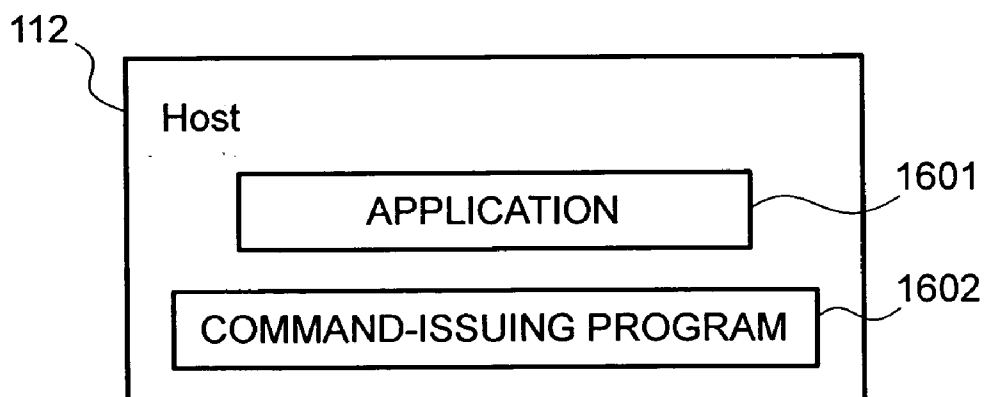 112
Host
APPLICATION
1601
COMMAND-ISSUING PROGRAM
1602